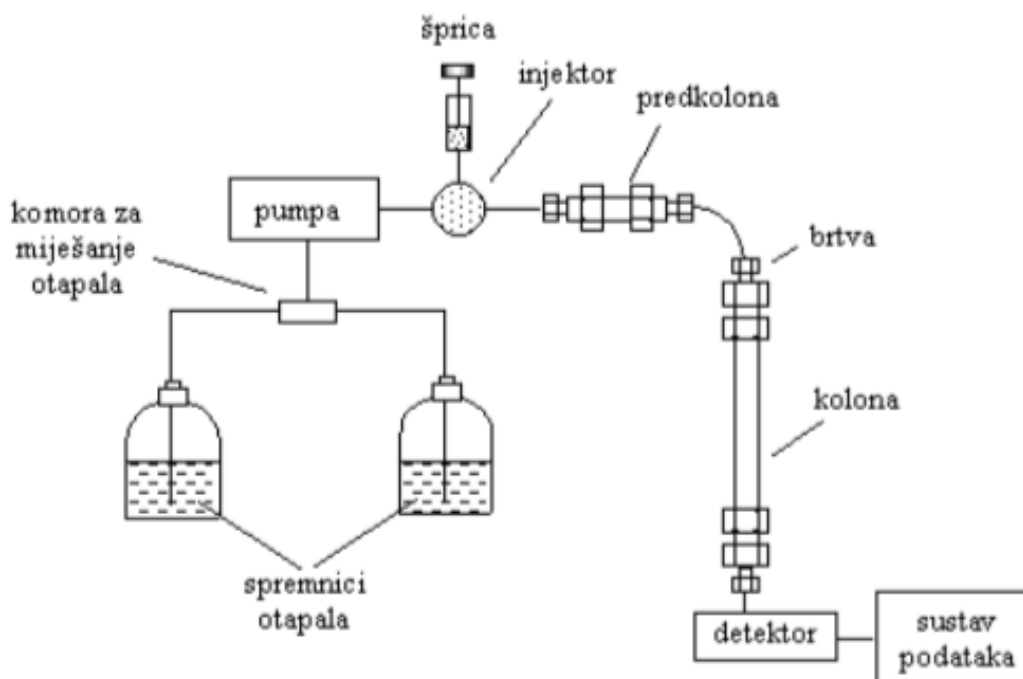 šprica
injektor
predkolona
pumpa
komora za
miješanje
otapala
brtva
kolona
spremnici
otapala
detektor
sustav
podataka